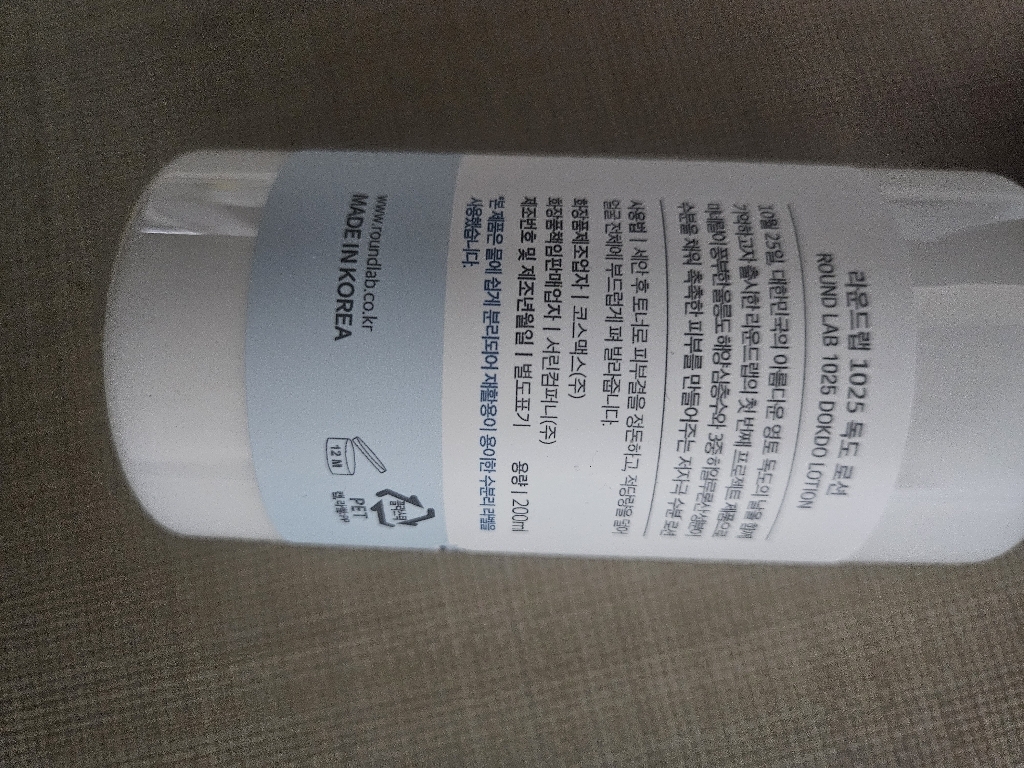 라운드랩 1025 독도 로션
ROUND LAB 1025 DOKDO LOTION
10월 25일 대한민국의 아름다운 영토 독도의 날을 함께
기억하고자 출시한 라운드랩의 첫 번째 프로젝트 제품으로
미네랄이 풍부한 울릉도 해양심층수와 3중히알루론산 성분이
수분을 채워 촉촉한 피부를 만들어주는 저자극 수분 로션
사용법 | 세안 후 토너로 피부결을 정돈하고 적당량을 덜어
얼굴 전체에 부드럽게 펴 발라줍니다.
화장품제조업자 | 코스맥스(주)
화장품책임판매업자 | 서린컴퍼니(주)
제조번호 및 제조년월일 | 별도표기 용량 | 200ml
*본 제품은 물에 쉽게 분리되어 재활용이 용이한 수분리 라벨을
사용했습니다.
www.roundlab.co.kr
MADE IN KOREA
12 M
플라스틱
PET